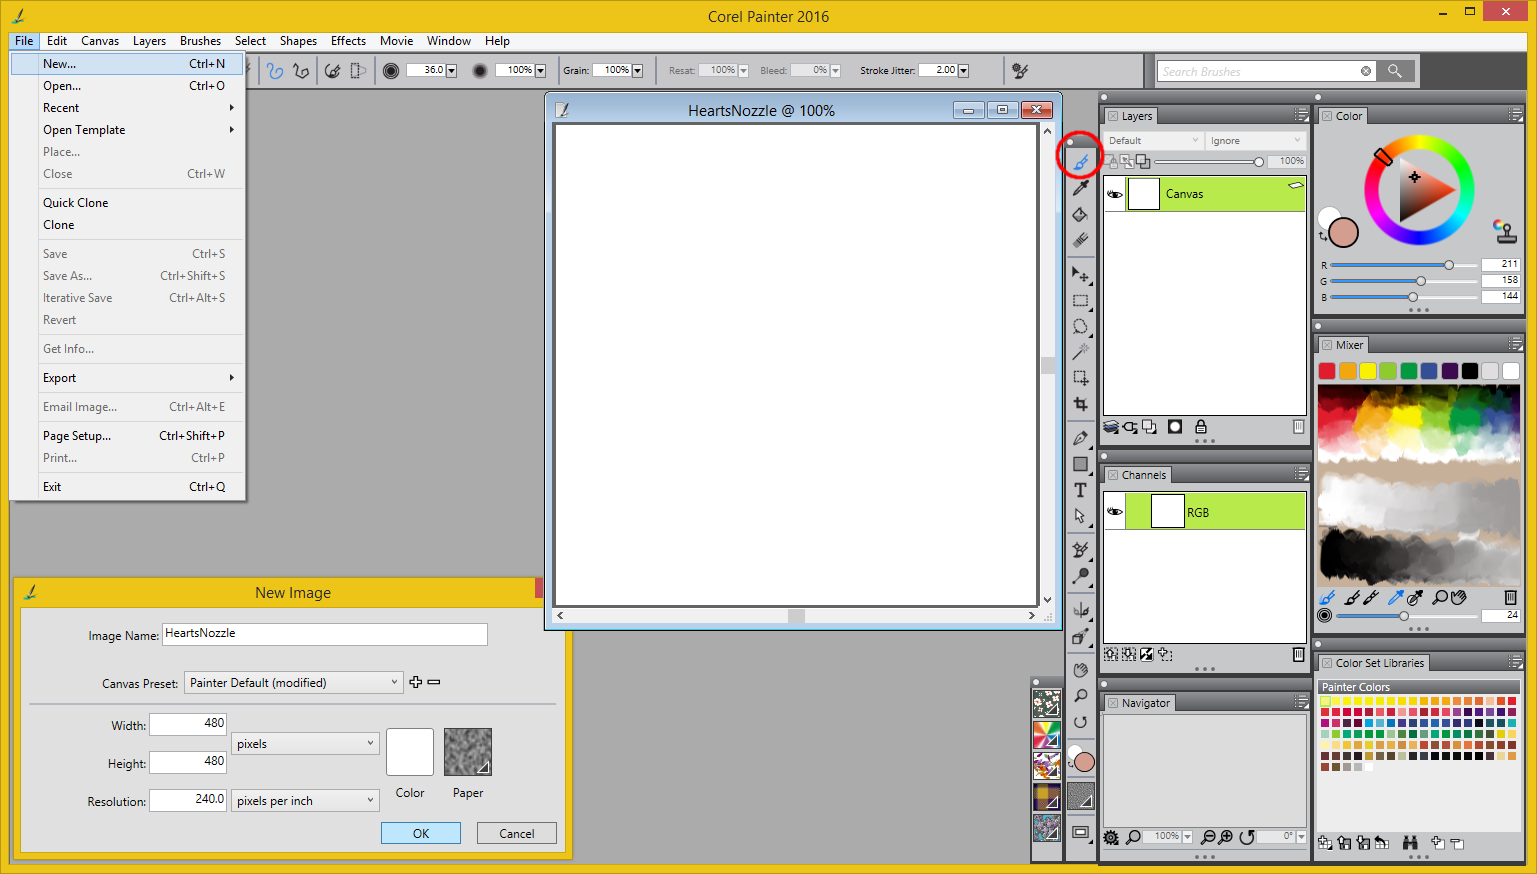 Corel Painter 2016
File Edit Canvas Layers Brushes Select Shapes Effects Movie Window Help
36.0 100% Grain: 100% Resat: 100% Bleed: 0% Stroke Jitter: 2.00 Search Brushes
New... Ctrl+N
Open... Ctrl+O
Recent
Open Template
Place...
Close Ctrl+W
Quick Clone
Clone
Save Ctrl+S
Save As... Ctrl+Shift+S
Iterative Save Ctrl+Alt+S
Revert
Get Info...
Export
Email Image... Ctrl+Alt+E
Page Setup... Ctrl+Shift+P
Print... Ctrl+P
Exit Ctrl+Q
HeartsNozzle @ 100%
New Image
Image Name: HeartsNozzle
Canvas Preset: Painter Default (modified)
Width: 480
pixels
Height: 480
Resolution: 240.0 pixels per inch
Color Paper
OK Cancel
T
Layers
Default Ignore
100%
Canvas
Channels
RGB
Navigator
100% 0°
Color
R 211
G 158
B 144
Mixer
24
Color Set Libraries
Painter Colors